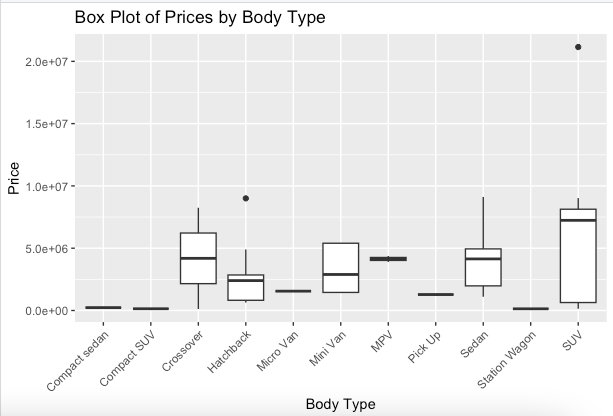 Box Plot of Prices by Body Type
Price
2.0e+07
1.5e+07
1.0e+07
5.0e+06
0.0e+00
Compact sedan
Compact SUV
Crossover
Hatchback
Micro Van
Mini Van
MPV
Pick Up
Sedan
Station Wagon
SUV
Body Type